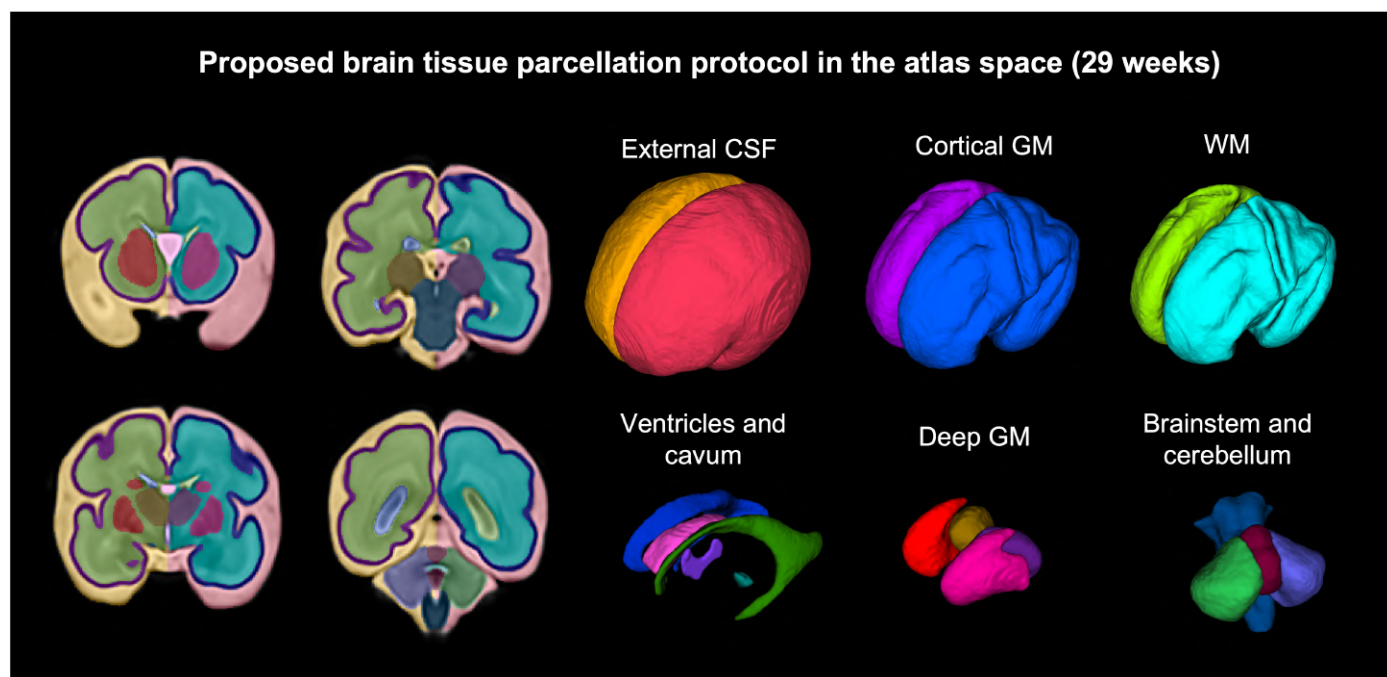 Proposed brain tissue parcellation protocol in the atlas space (29 weeks)
External CSF
Cortical GM
WM
Ventricles and
cavum
Deep GM
Brainstem and
cerebellum